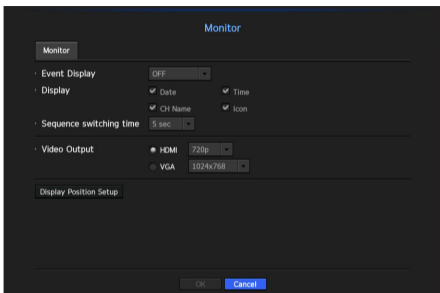 Monitor
Monitor
Event Display OFF
Display Date Time
CH Name Icon
Sequence switching time 5 sec
Video Output HDMI 720p
VGA 1024x768
Display Position Setup
OK Cancel